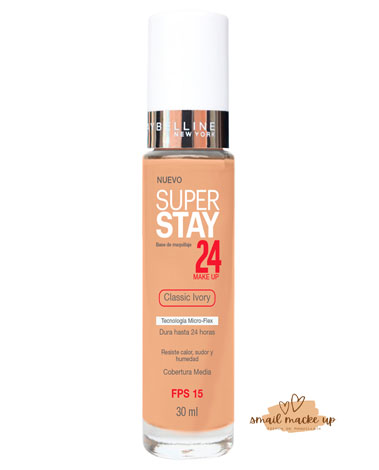 MAYBELLINE
NEW YORK
NUEVO
SUPER
STAY
Base de maquillaje
24
MAKE UP
Classic Ivory
Tecnología Micro-Flex
Dura hasta 24 horas
Resiste calor, sudor y
humedad
Cobertura Media
FPS 15
30 ml
smail macke up